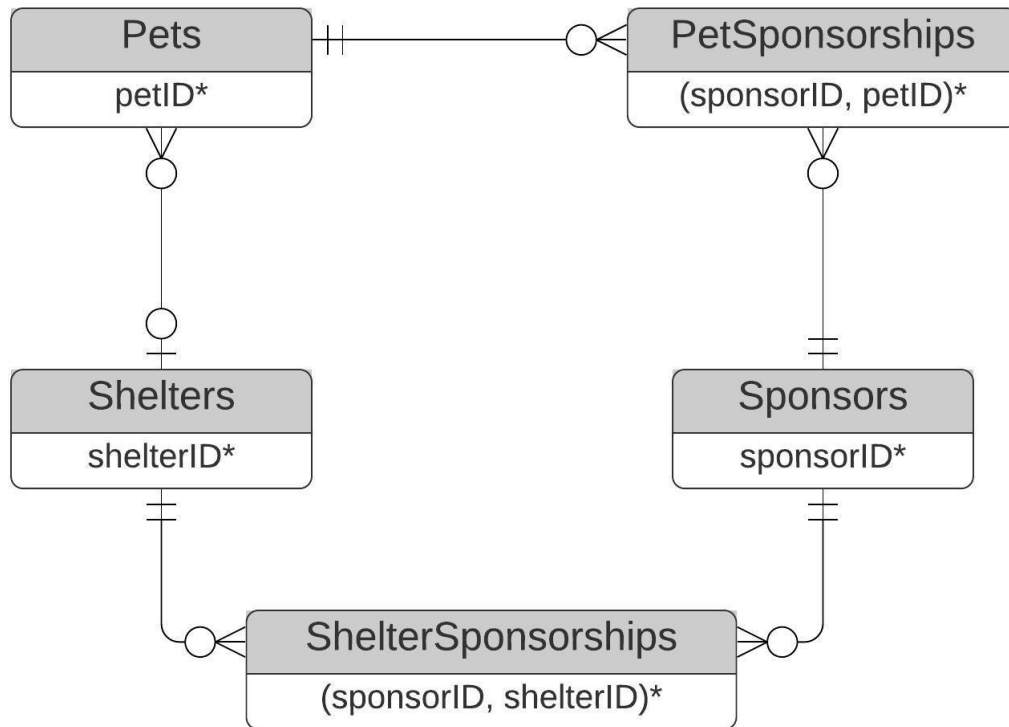 Pets
petID*
PetSponsorships
(sponsorID, petID)*
Shelters
shelterID*
Sponsors
sponsorID*
ShelterSponsorships
(sponsorID, shelterID)*